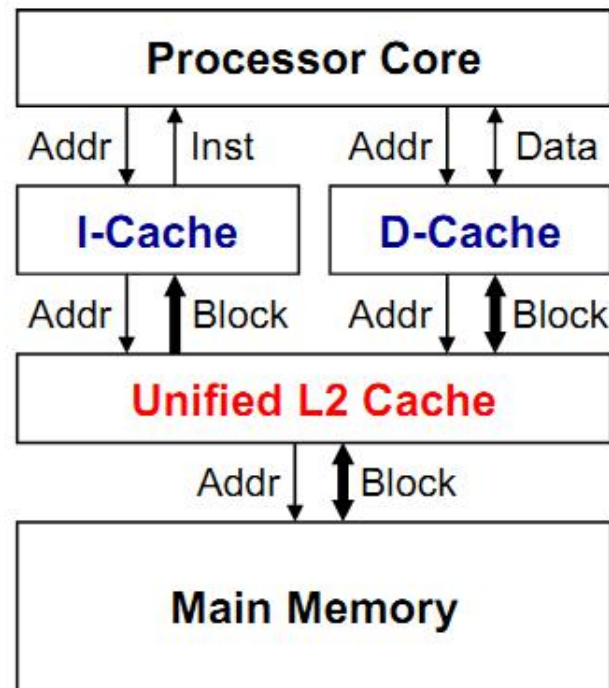 Processor Core
Addr Inst Addr Data
I-Cache D-Cache
Addr Block Addr Block
Unified L2 Cache
Addr Block
Main Memory